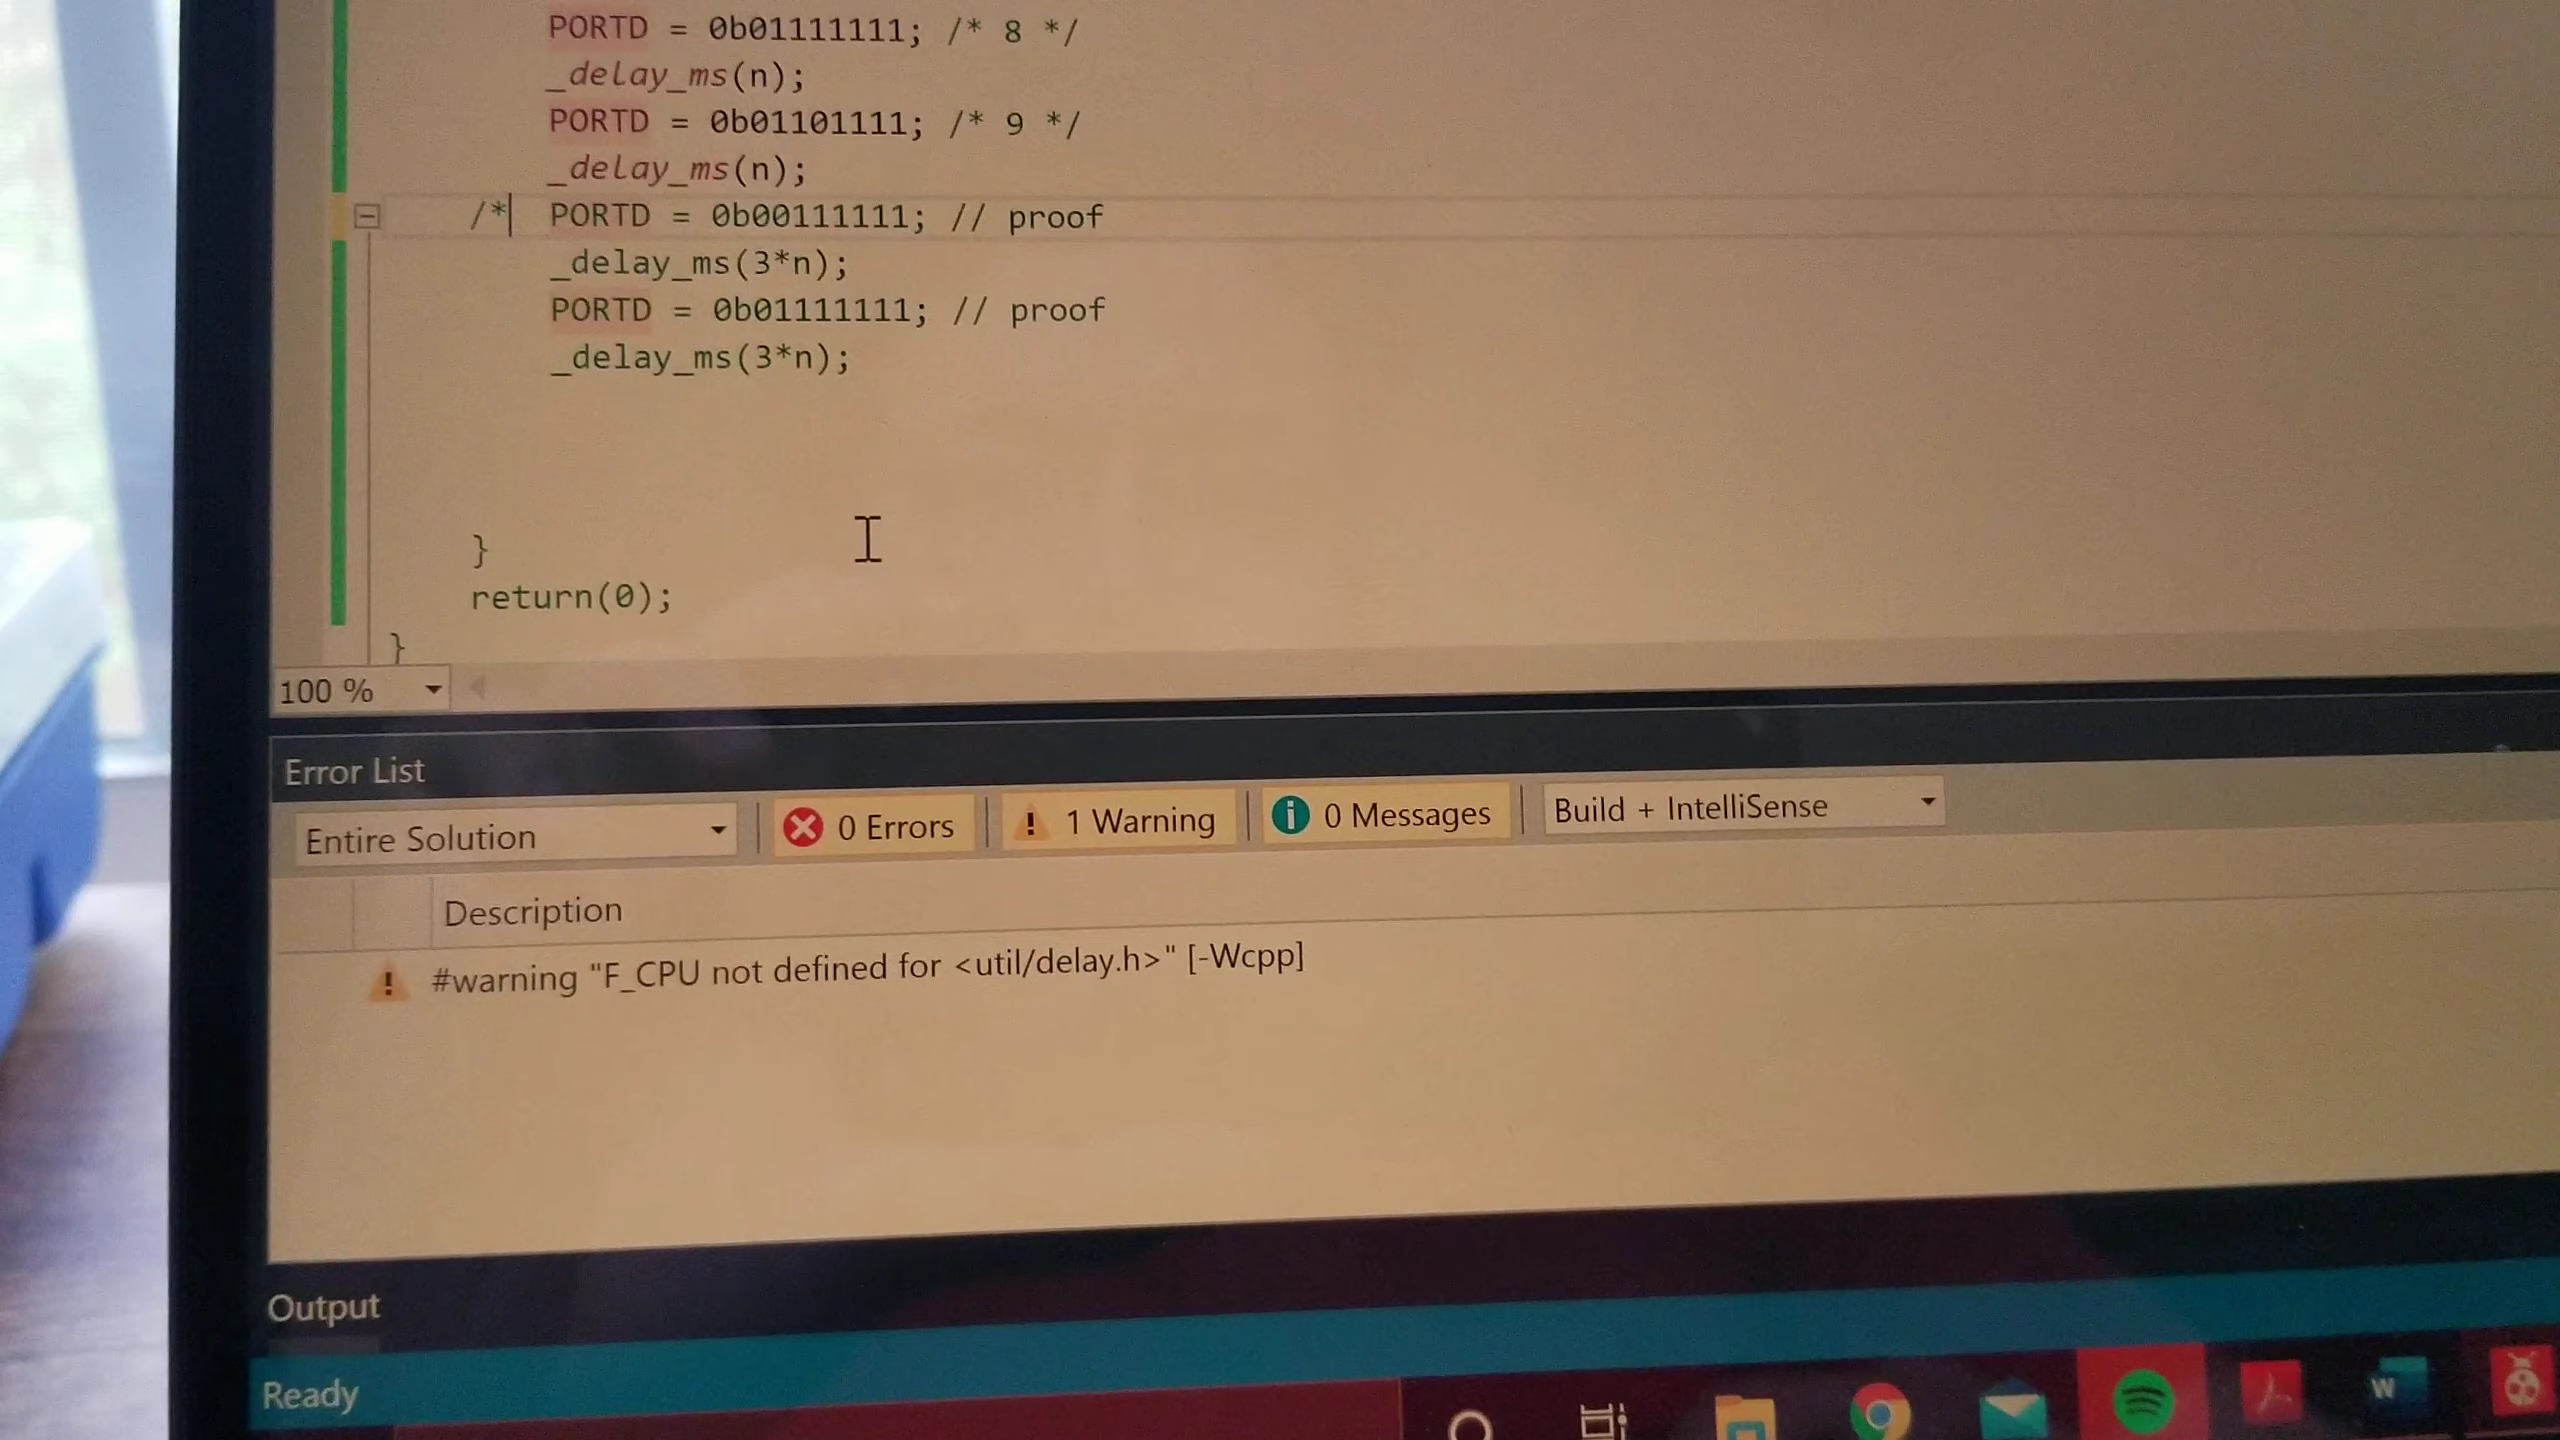 PORTD = 0b01111111; /* 8 */
_delay_ms(n);
PORTD = 0b01101111; /* 9 */
_delay_ms(n);
/* PORTD = 0b00111111; // proof
_delay_ms(3*n);
PORTD = 0b01111111; // proof
_delay_ms(3*n);
}
return(0);
}
100 %
Error List
Entire Solution 0 Errors 1 Warning 0 Messages Build + IntelliSense
Description
#warning "F_CPU not defined for <util/delay.h>" [-Wcpp]
Output
Ready
W